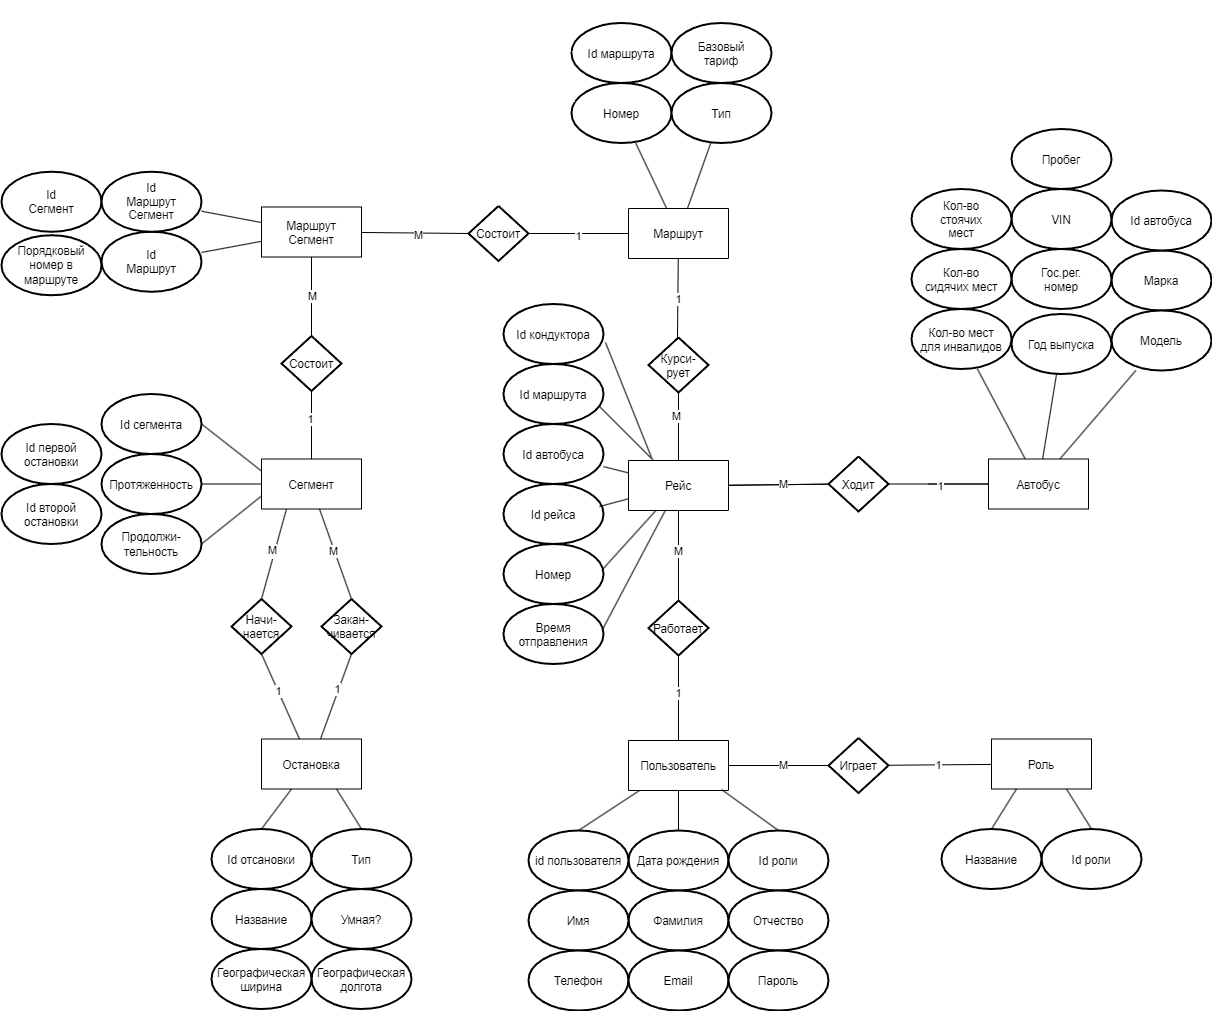 Id маршрута
Базовый
тариф
Номер
Тип
Пробег
Id
Сегмент
Id
Маршрут
Сегмент
Порядковый
номер в
маршруте
Id
Маршрут
Маршрут
Сегмент
М
Состоит
1
Маршрут
Кол-во
стоячих
мест
VIN
Id автобуса
Кол-во
сидячих мест
Гос.рег.
номер
Марка
Кол-во мест
для инвалидов
Год выпуска
Модель
М
Состоит
1
1
Курси-
рует
М
Id кондуктора
Id маршрута
Id автобуса
Id рейса
Номер
Время
отправления
Id сегмента
Id первой
остановки
Протяженность
Id второй
остановки
Продолжи-
тельность
Сегмент
Рейс
М
Ходит
1
Автобус
М
М
Начи-
нается
Закан-
чивается
1
1
М
Работает
1
Остановка
Пользователь
М
Играет
1
Роль
Id отсановки
Тип
Название
Умная?
Географическая
ширина
Географическая
долгота
id пользователя
Дата рождения
Id роли
Имя
Фамилия
Отчество
Телефон
Email
Пароль
Название
Id роли